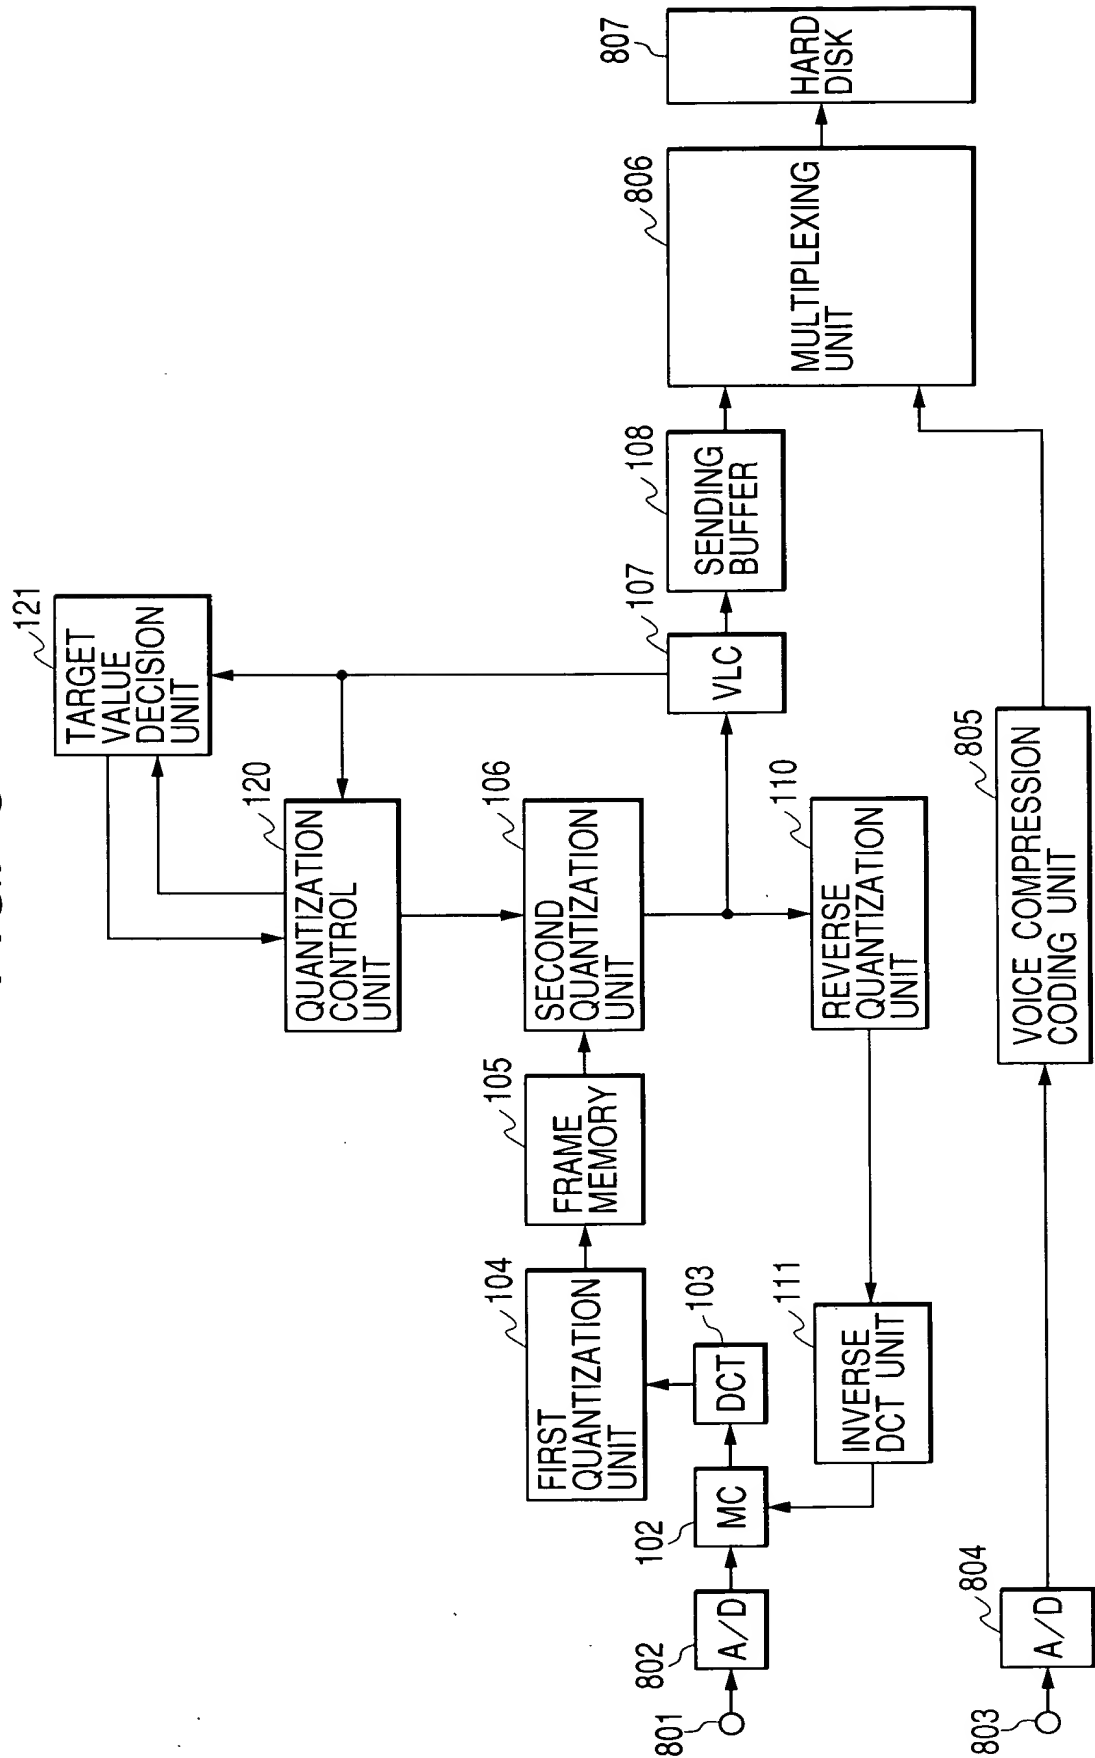 121
TARGET
VALUE
DECISION
UNIT
120
QUANTIZATION
CONTROL
UNIT
104
FIRST
QUANTIZATION
UNIT
105
FRAME
MEMORY
106
SECOND
QUANTIZATION
UNIT
801
802
A/D
102
MC
103
DCT
107
VLC
108
SENDING
BUFFER
806
MULTIPLEXING
UNIT
807
HARD
DISK
111
INVERSE
DCT UNIT
110
REVERSE
QUANTIZATION
UNIT
803
804
A/D
805
VOICE COMPRESSION
CODING UNIT